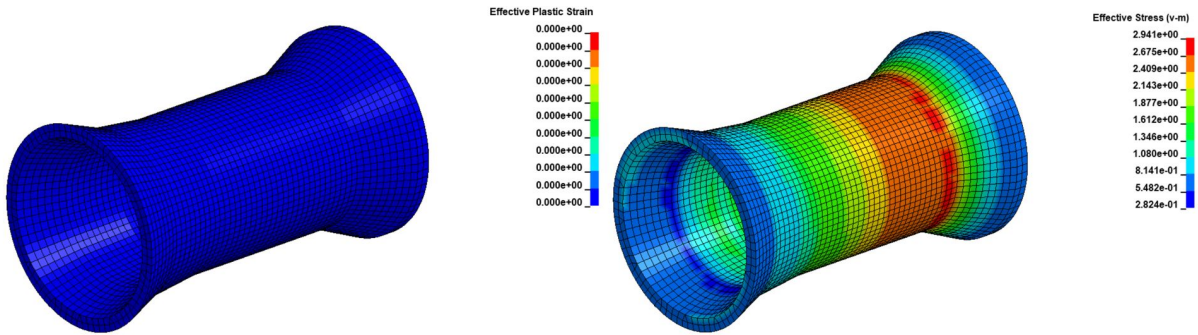 Effective Plastic Strain
0.000e+00
0.000e+00
0.000e+00
0.000e+00
0.000e+00
0.000e+00
0.000e+00
0.000e+00
0.000e+00
0.000e+00
0.000e+00
Effective Stress (v-m)
2.941e+00
2.675e+00
2.409e+00
2.143e+00
1.877e+00
1.612e+00
1.346e+00
1.080e+00
8.141e-01
5.482e-01
2.824e-01